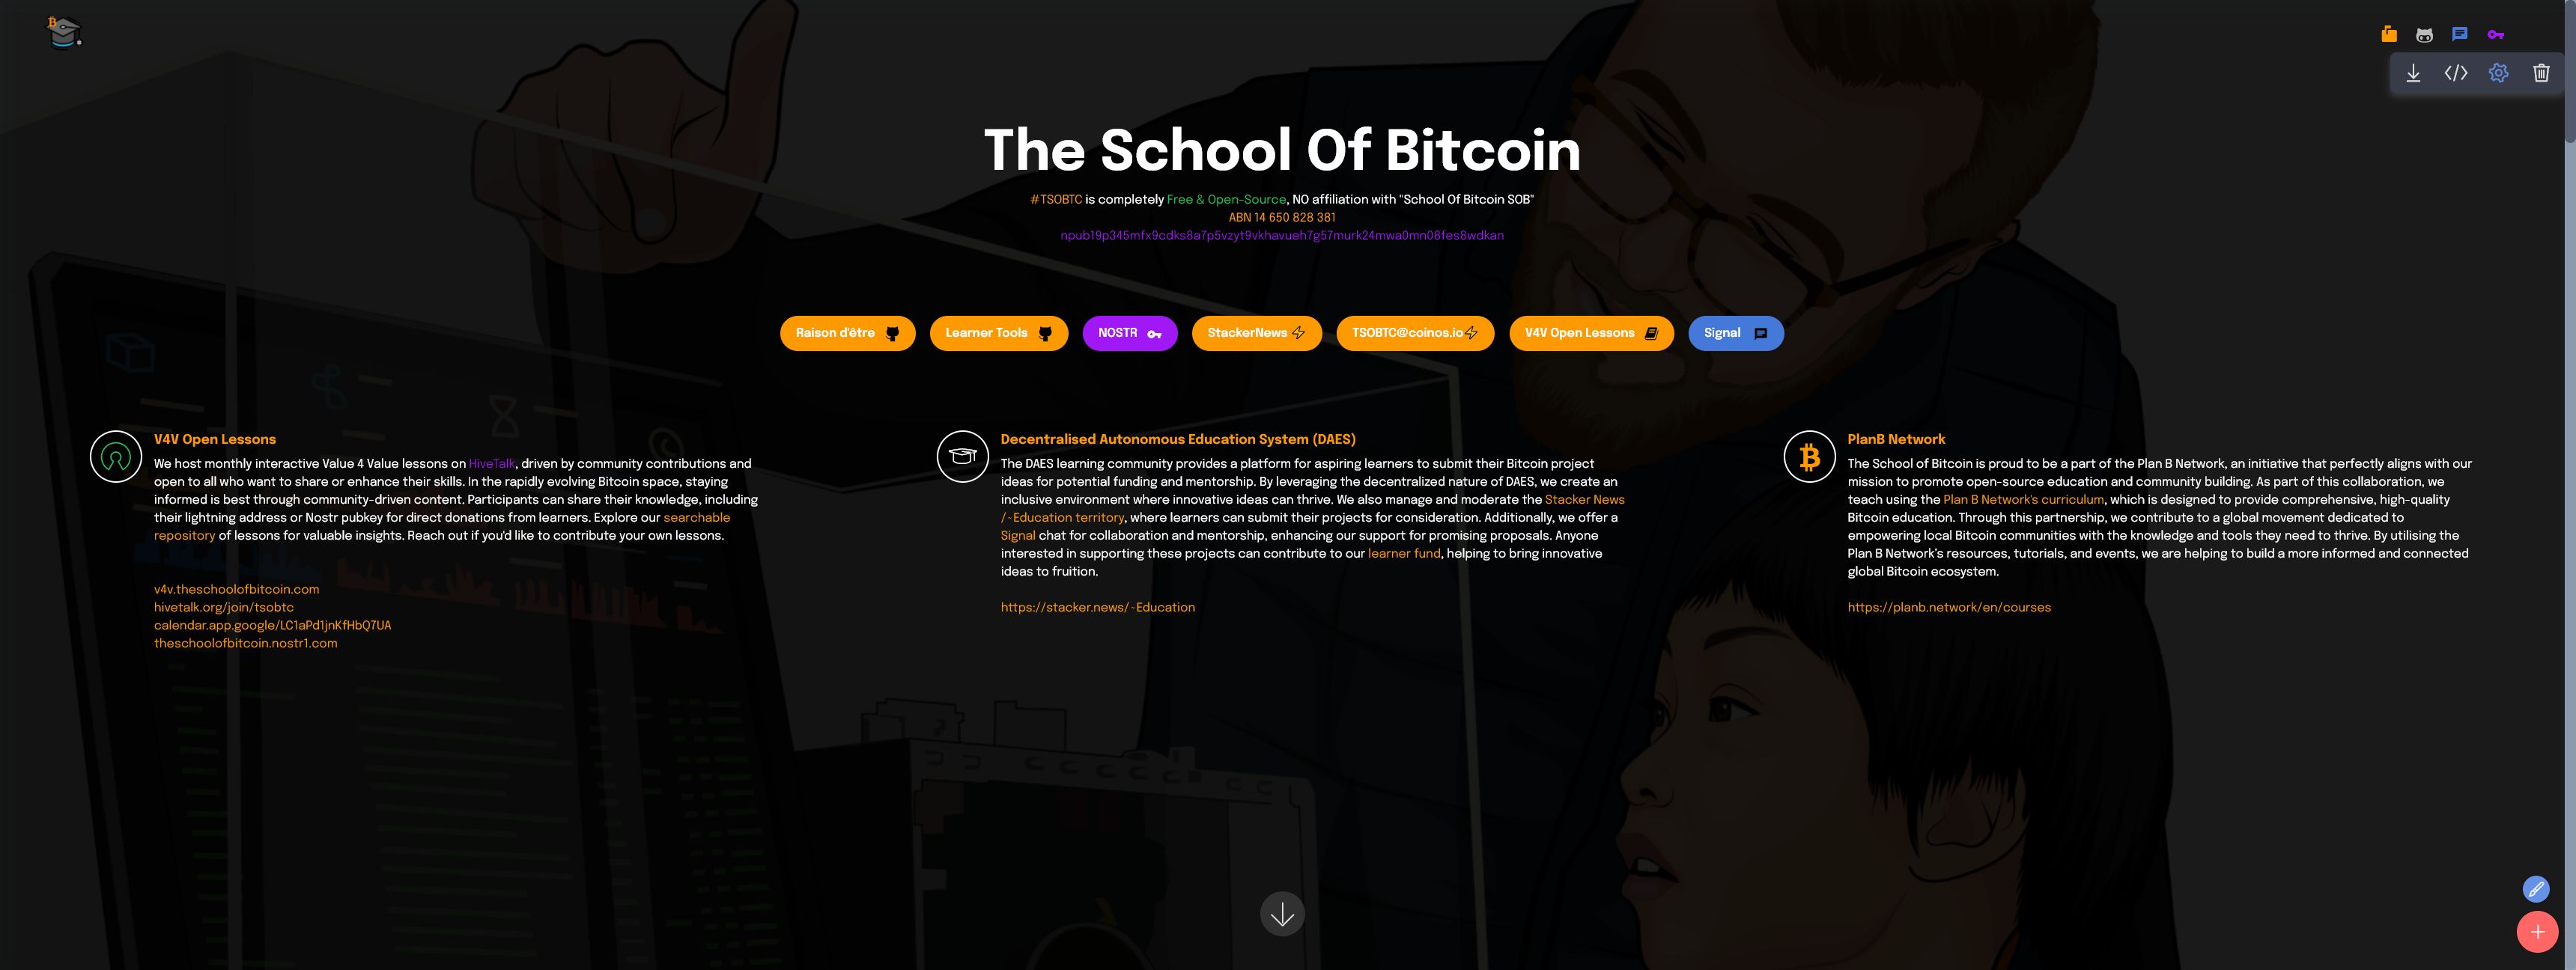 The School Of Bitcoin
#TSOBTC is completely Free & Open-Source, NO affiliation with "School Of Bitcoin SOB"
ABN 14 650 828 381
npub19p345mfx9cdks8a7p5vzyt9vkhavueh7g57murk24mwa0mn08fes8wdkan
Raison d'être
Learner Tools
NOSTR
StackerNews
TSOBTC@coinos.io
V4V Open Lessons
Signal
V4V Open Lessons
We host monthly interactive Value 4 Value lessons on HiveTalk, driven by community contributions and
open to all who want to share or enhance their skills. In the rapidly evolving Bitcoin space, staying
informed is best through community-driven content. Participants can share their knowledge, including
their lightning address or Nostr pubkey for direct donations from learners. Explore our searchable
repository of lessons for valuable insights. Reach out if you'd like to contribute your own lessons.
v4v.theschoolofbitcoin.com
hivetalk.org/join/tsobtc
calendar.app.google/LC1aPd1jnKfHbQ7UA
theschoolofbitcoin.nostr1.com
Decentralised Autonomous Education System (DAES)
The DAES learning community provides a platform for aspiring learners to submit their Bitcoin project
ideas for potential funding and mentorship. By leveraging the decentralized nature of DAES, we create an
inclusive environment where innovative ideas can thrive. We also manage and moderate the Stacker News
/~Education territory, where learners can submit their projects for consideration. Additionally, we offer a
Signal chat for collaboration and mentorship, enhancing our support for promising proposals. Anyone
interested in supporting these projects can contribute to our learner fund, helping to bring innovative
ideas to fruition.
https://stacker.news/~Education
PlanB Network
The School of Bitcoin is proud to be a part of the Plan B Network, an initiative that perfectly aligns with our
mission to promote open-source education and community building. As part of this collaboration, we
teach using the Plan B Network's curriculum, which is designed to provide comprehensive, high-quality
Bitcoin education. Through this partnership, we contribute to a global movement dedicated to
empowering local Bitcoin communities with the knowledge and tools they need to thrive. By utilising the
Plan B Network's resources, tutorials, and events, we are helping to build a more informed and connected
global Bitcoin ecosystem.
https://planb.network/en/courses